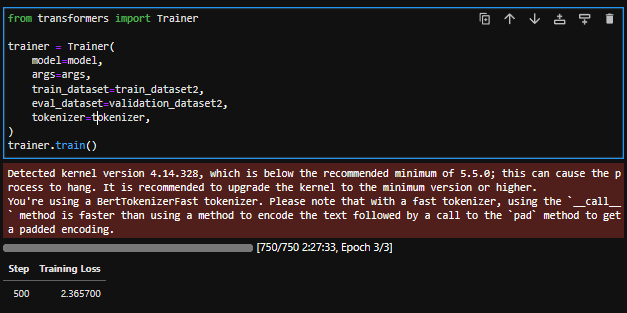 from transformers import Trainer
trainer = Trainer(
    model=model,
    args=args,
    train_dataset=train_dataset2,
    eval_dataset=validation_dataset2,
    tokenizer=tokenizer,
)
trainer.train()
Detected kernel version 4.14.328, which is below the recommended minimum of 5.5.0; this can cause the p
rocess to hang. It is recommended to upgrade the kernel to the minimum version or higher.
You're using a BertTokenizerFast tokenizer. Please note that with a fast tokenizer, using the `__call__
` method is faster than using a method to encode the text followed by a call to the `pad` method to get
a padded encoding.
[750/750 2:27:33, Epoch 3/3]
Step Training Loss
500 2.365700